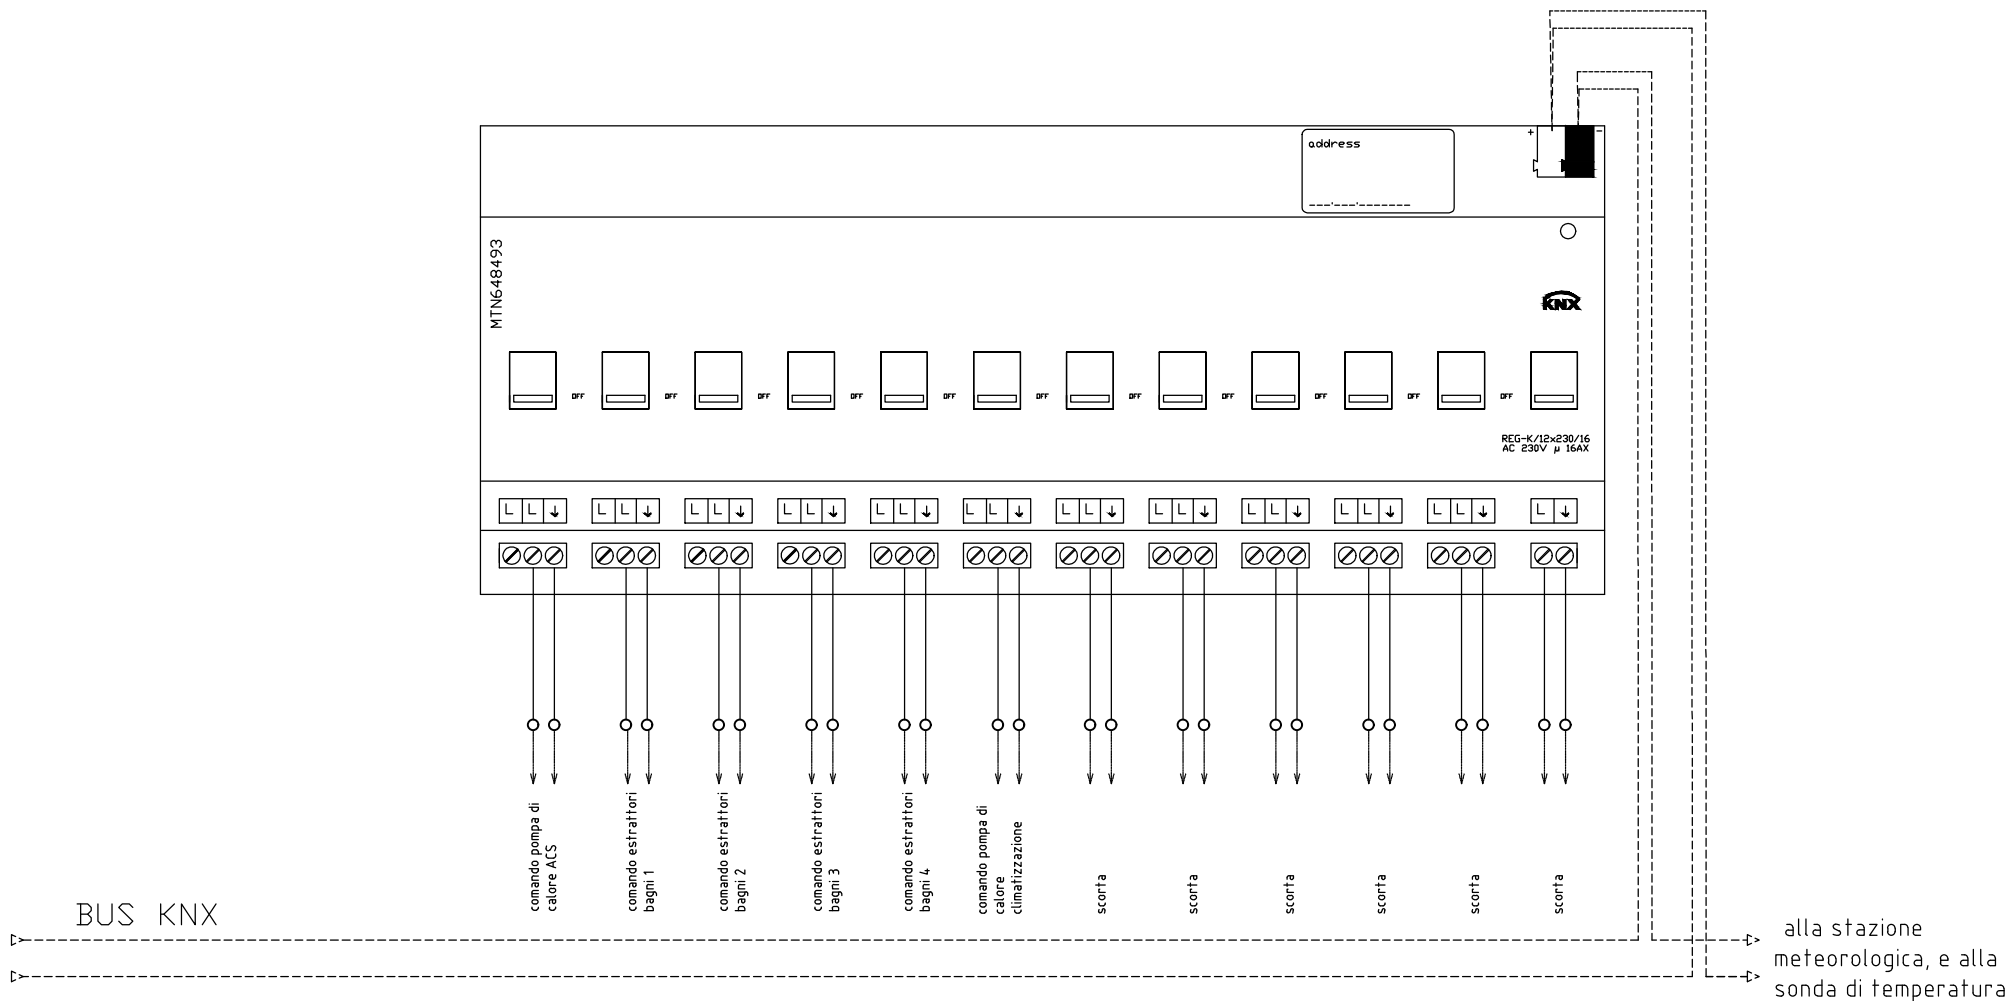 address
___.___._______
+
-
MTN648493
KNX
OFF OFF OFF OFF OFF OFF OFF OFF OFF OFF OFF
REG-K/12x230/16
AC 230V µ 16AX
L L ↓ L L ↓ L L ↓ L L ↓ L L ↓ L L ↓ L L ↓ L L ↓ L L ↓ L L ↓ L L ↓ L ↓
comando pompa di
calore ACS
comando estrattori
bagni 1
comando estrattori
bagni 2
comando estrattori
bagni 3
comando estrattori
bagni 4
comando pompa di
calore
climatizzazione
scorta
scorta
scorta
scorta
scorta
scorta
BUS KNX
alla stazione
meteorologica, e alla
sonda di temperatura